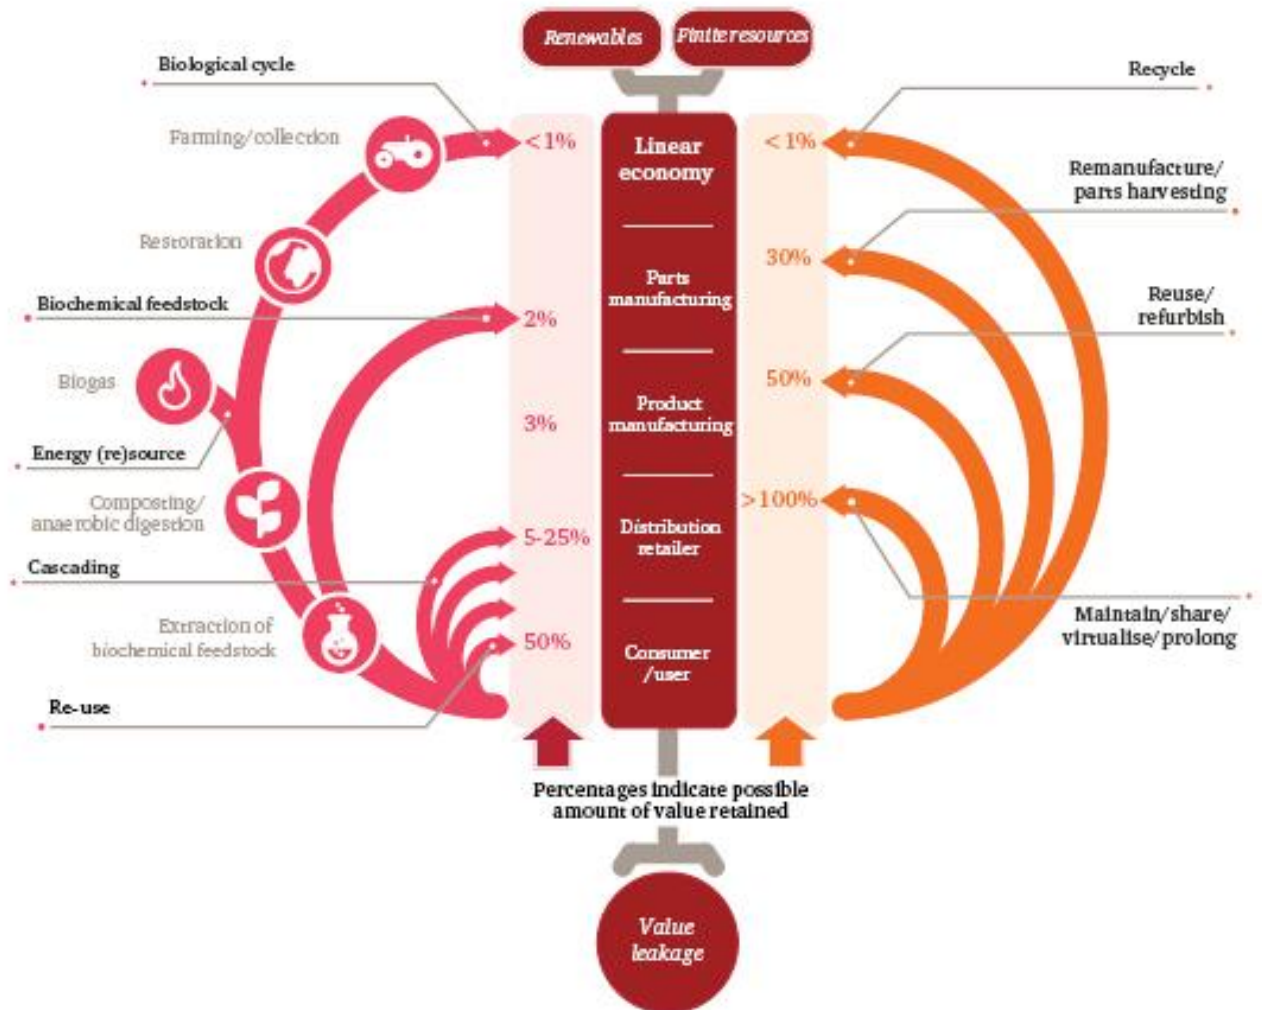 Renewables
Finite resources
Biological cycle
Farming/collection
Restoration
Biochemical feedstock
Biogas
Energy (re)source
Composting/
anaerobic digestion
Cascading
Extraction of
biochemical feedstock
Re-use
<1%
2%
3%
5-25%
50%
Linear
economy
Parts
manufacturing
Product
manufacturing
Distribution
retailer
Consumer
/user
<1%
30%
50%
>100%
Recycle
Remanufacture/
parts harvesting
Reuse/
refurbish
Maintain/share/
virtualise/prolong
Percentages indicate possible
amount of value retained
Value
leakage